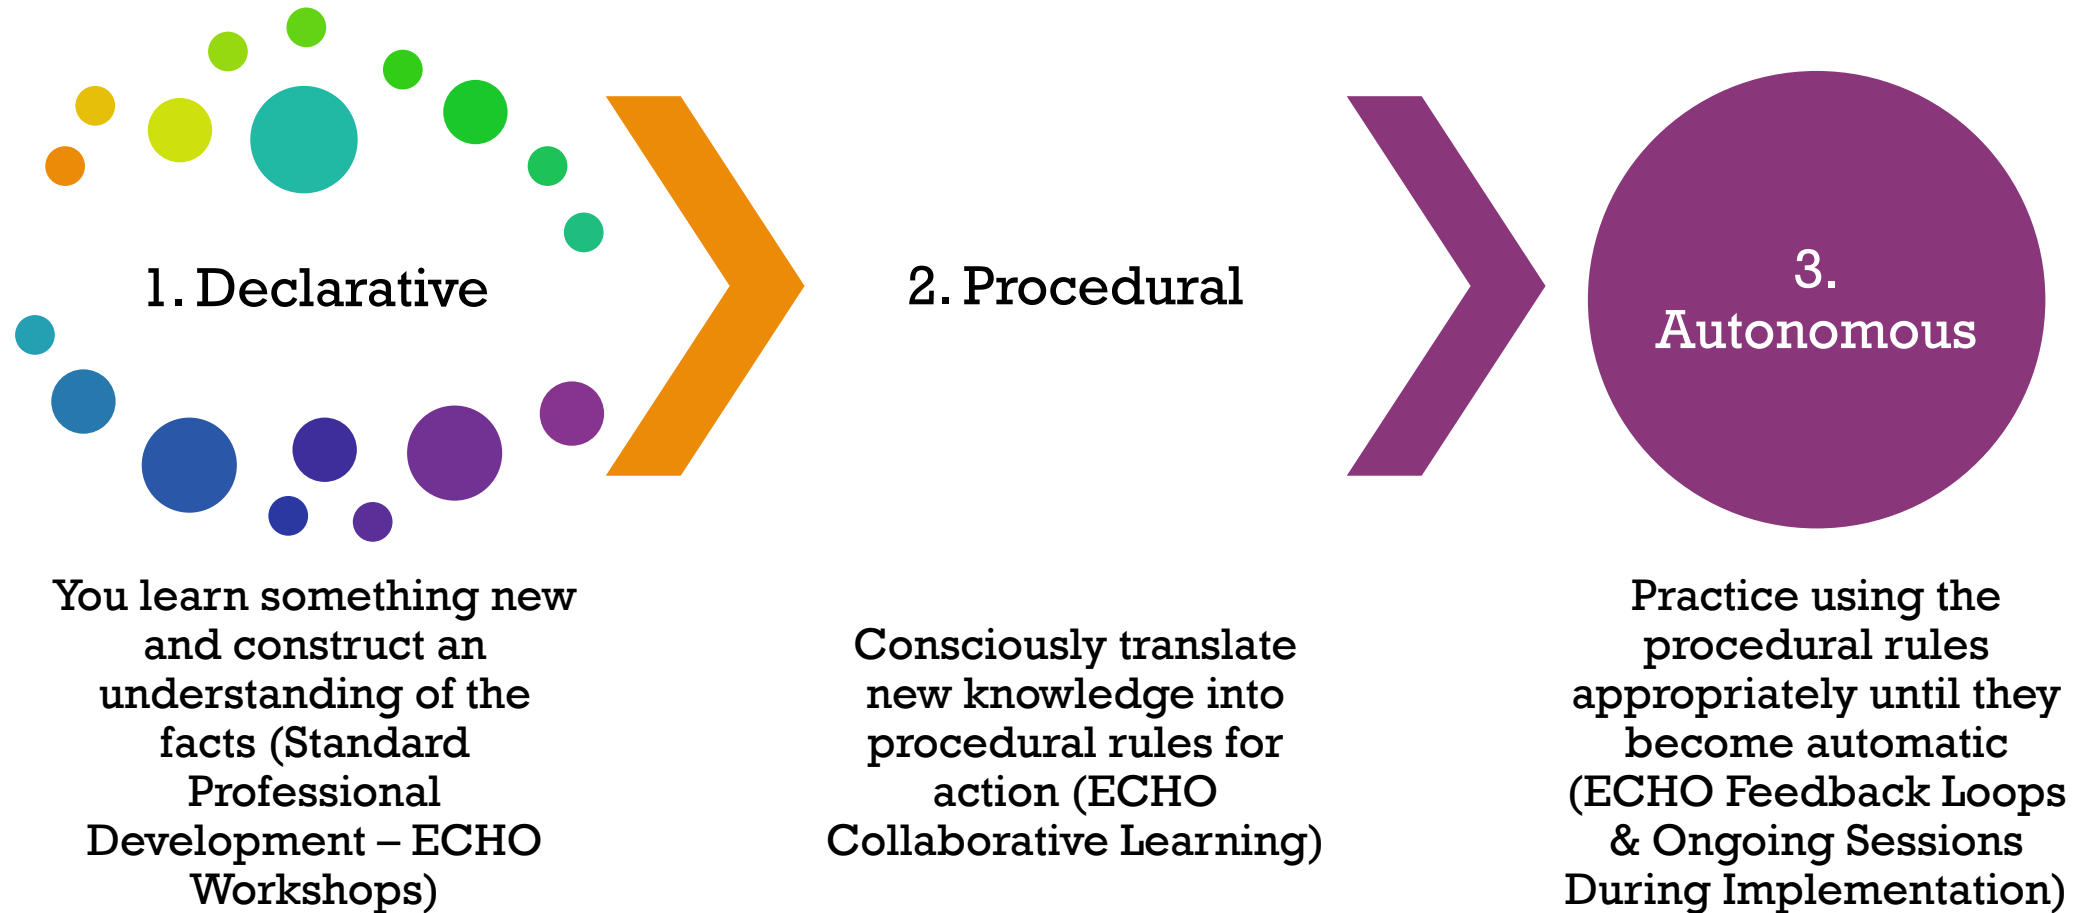 1. Declarative
You learn something new
and construct an
understanding of the
facts (Standard
Professional
Development – ECHO
Workshops)
2. Procedural
Consciously translate
new knowledge into
procedural rules for
action (ECHO
Collaborative Learning)
3.
Autonomous
Practice using the
procedural rules
appropriately until they
become automatic
(ECHO Feedback Loops
& Ongoing Sessions
During Implementation)